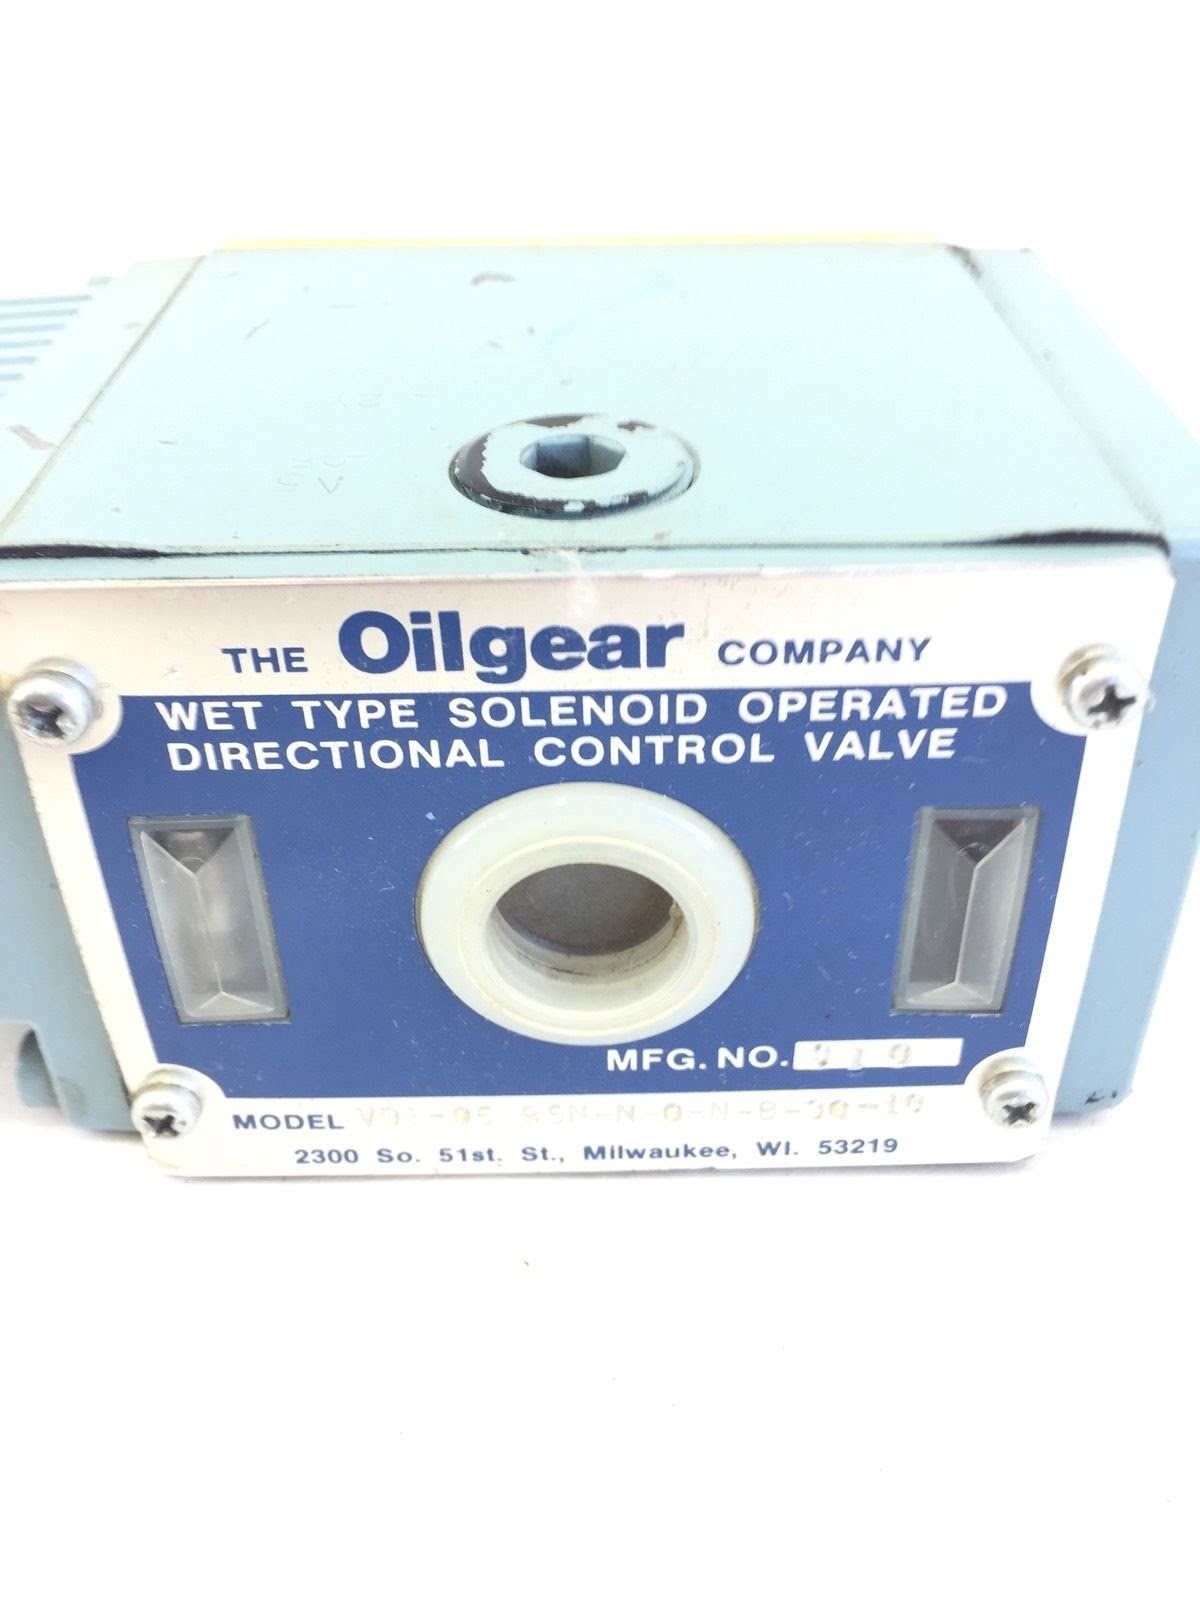 THE Oilgear COMPANY
WET TYPE SOLENOID OPERATED
DIRECTIONAL CONTROL VALVE
MFG. NO.
MODEL
2300 So. 51st. St., Milwaukee, WI. 53219